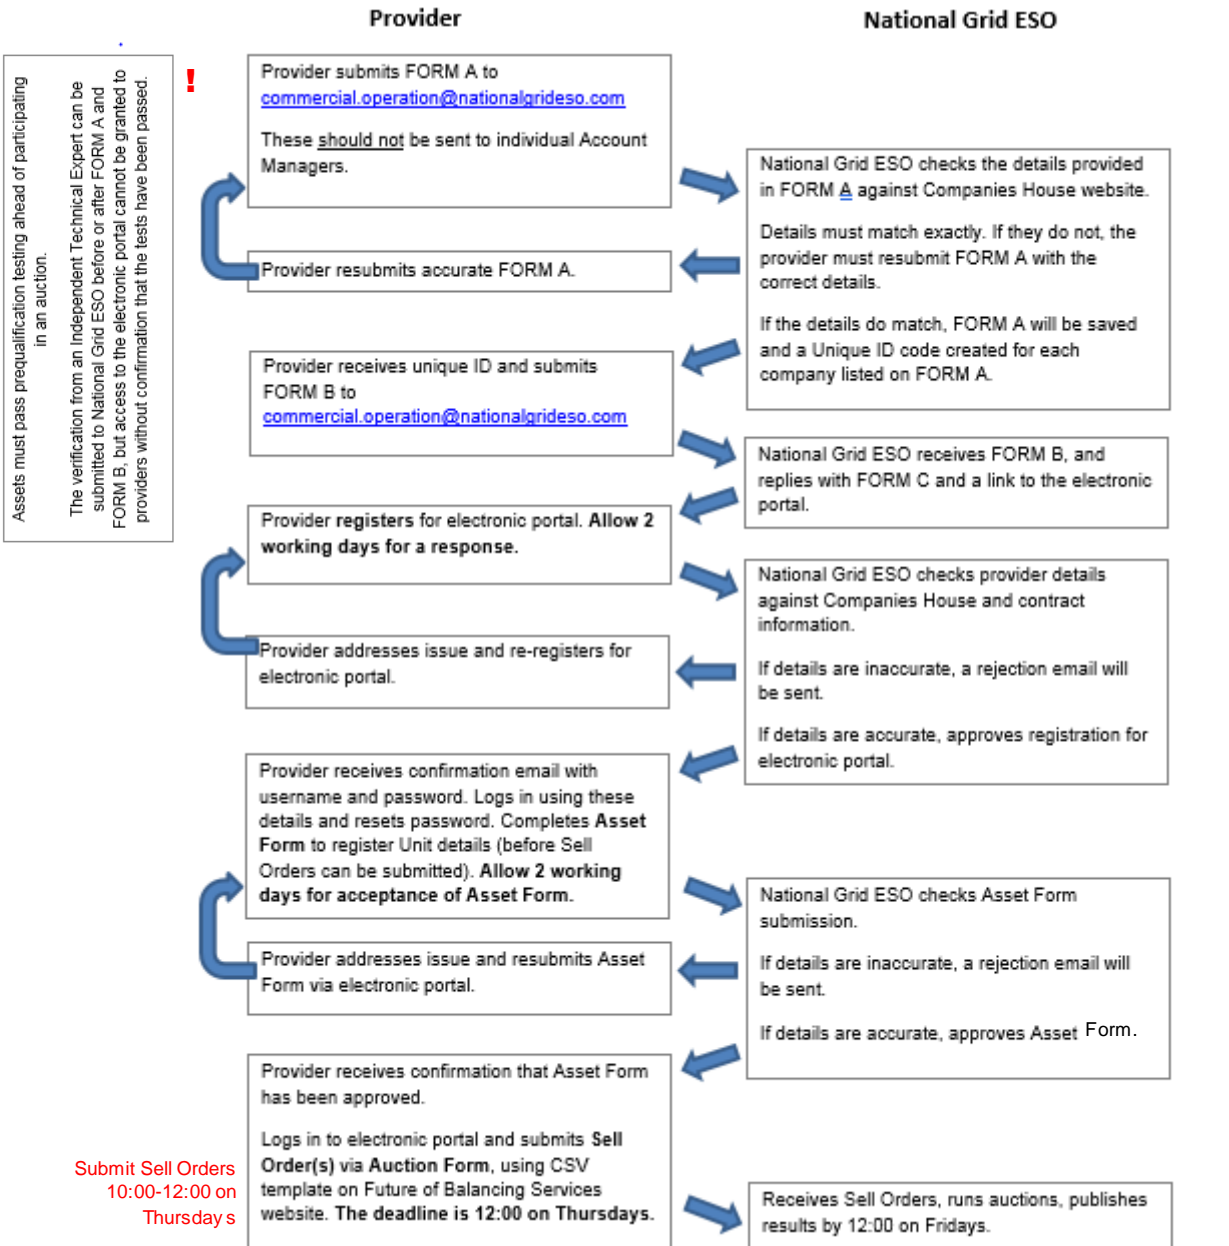 Provider
National Grid ESO
Assets must pass prequalification testing ahead of participating
in an auction.
The verification from an Independent Technical Expert can be
submitted to National Grid ESO before or after FORM A and
FORM B, but access to the electronic portal cannot be granted to
providers without confirmation that the tests have been passed.
!
Provider submits FORM A to
commercial.operation@nationalgrideso.com
These should not be sent to individual Account
Managers.
National Grid ESO checks the details provided
in FORM A against Companies House website.
Details must match exactly. If they do not, the
provider must resubmit FORM A with the
correct details.
If the details do match, FORM A will be saved
and a Unique ID code created for each
company listed on FORM A.
Provider resubmits accurate FORM A.
Provider receives unique ID and submits
FORM B to
commercial.operation@nationalgrideso.com
National Grid ESO receives FORM B, and
replies with FORM C and a link to the electronic
portal.
Provider registers for electronic portal. Allow 2
working days for a response.
National Grid ESO checks provider details
against Companies House and contract
information.
If details are inaccurate, a rejection email will
be sent.
If details are accurate, approves registration for
electronic portal.
Provider addresses issue and re-registers for
electronic portal.
Provider receives confirmation email with
username and password. Logs in using these
details and resets password. Completes Asset
Form to register Unit details (before Sell
Orders can be submitted). Allow 2 working
days for acceptance of Asset Form.
National Grid ESO checks Asset Form
submission.
If details are inaccurate, a rejection email will
be sent.
If details are accurate, approves Asset Form.
Provider addresses issue and resubmits Asset
Form via electronic portal.
Provider receives confirmation that Asset Form
has been approved.
Logs in to electronic portal and submits Sell
Order(s) via Auction Form, using CSV
template on Future of Balancing Services
website. The deadline is 12:00 on Thursdays.
Submit Sell Orders
10:00-12:00 on
Thursdays
Receives Sell Orders, runs auctions, publishes
results by 12:00 on Fridays.